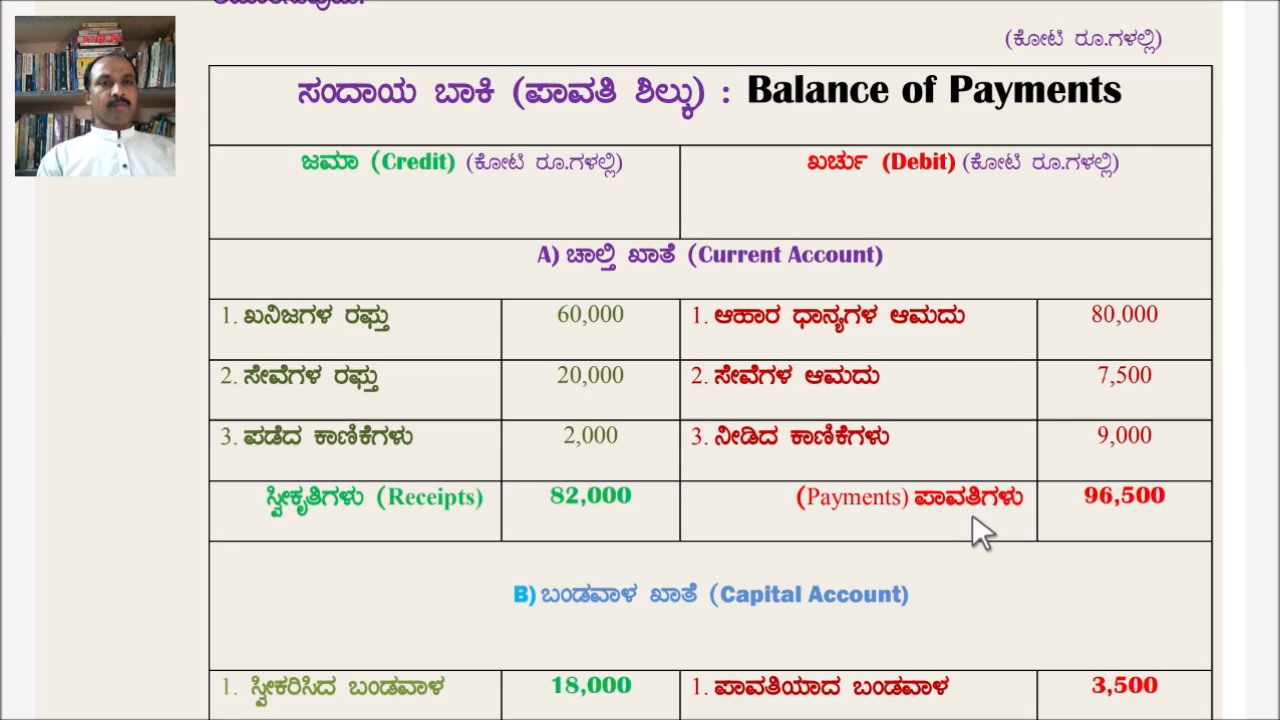 (ಕೋಟಿ ರೂ.ಗಳಲ್ಲಿ)
ಸಂದಾಯ ಬಾಕಿ (ಪಾವತಿ ಶಿಲ್ಕು) : Balance of Payments
ಜಮಾ (Credit) (ಕೋಟಿ ರೂ.ಗಳಲ್ಲಿ) ಖರ್ಚು (Debit) (ಕೋಟಿ ರೂ.ಗಳಲ್ಲಿ)
A) ಚಾಲ್ತಿ ಖಾತೆ (Current Account)
1. ಖನಿಜಗಳ ರಫ್ತು 60,000 1. ಆಹಾರ ಧಾನ್ಯಗಳ ಆಮದು 80,000
2. ಸೇವೆಗಳ ರಫ್ತು 20,000 2. ಸೇವೆಗಳ ಆಮದು 7,500
3. ಪಡೆದ ಕಾಣಿಕೆಗಳು 2,000 3. ನೀಡಿದ ಕಾಣಿಕೆಗಳು 9,000
ಸ್ವೀಕೃತಿಗಳು (Receipts) 82,000 (Payments) ಪಾವತಿಗಳು 96,500
B) ಬಂಡವಾಳ ಖಾತೆ (Capital Account)
1. ಸ್ವೀಕರಿಸಿದ ಬಂಡವಾಳ 18,000 1. ಪಾವತಿಯಾದ ಬಂಡವಾಳ 3,500